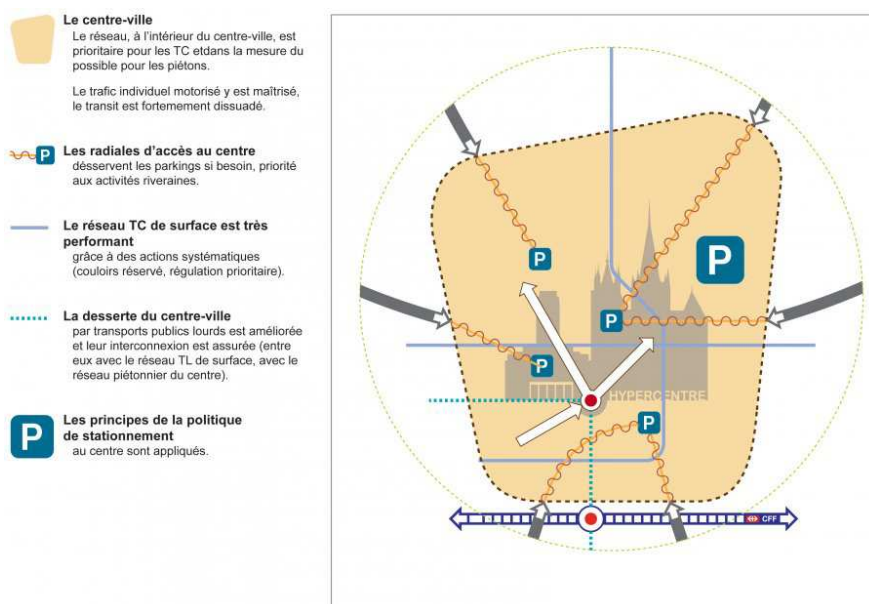 Le centre-ville
Le réseau, à l'intérieur du centre-ville, est
prioritaire pour les TC etdans la mesure du
possible pour les piétons.
Le trafic individuel motorisé y est maîtrisé,
le transit est fortement dissuadé.
P
Les radiales d'accès au centre
désservent les parkings si besoin, priorité
aux activités riveraines.
Le réseau TC de surface est très
performant
grâce à des actions systématiques
(couloirs réservé, régulation prioritaire).
La desserte du centre-ville
par transports publics lourds est améliorée
et leur interconnexion est assurée (entre
eux avec le réseau TL de surface, avec le
réseau piétonnier du centre).
P
Les principes de la politique
de stationnement
au centre sont appliqués.
P
P
P
P
HYPERCENTRE
P
CFF